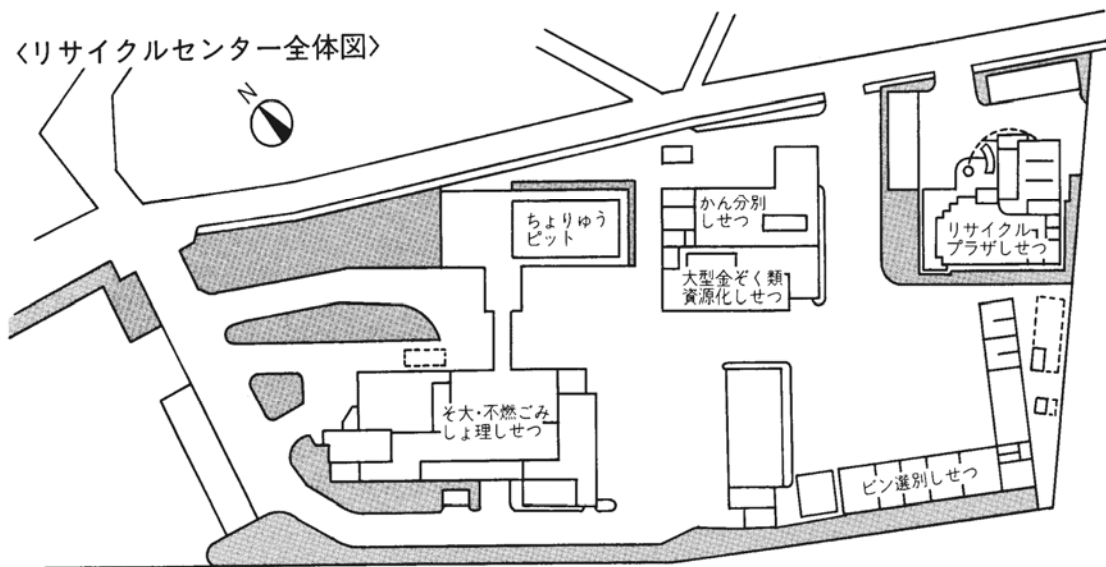 〈リサイクルセンター全体図〉
N
ちょりゅう
ピット
かん分別
しせつ
大型金ぞく類
資源化しせつ
リサイクル
プラザしせつ
そ大・不燃ごみ
しょ理しせつ
ビン選別しせつ